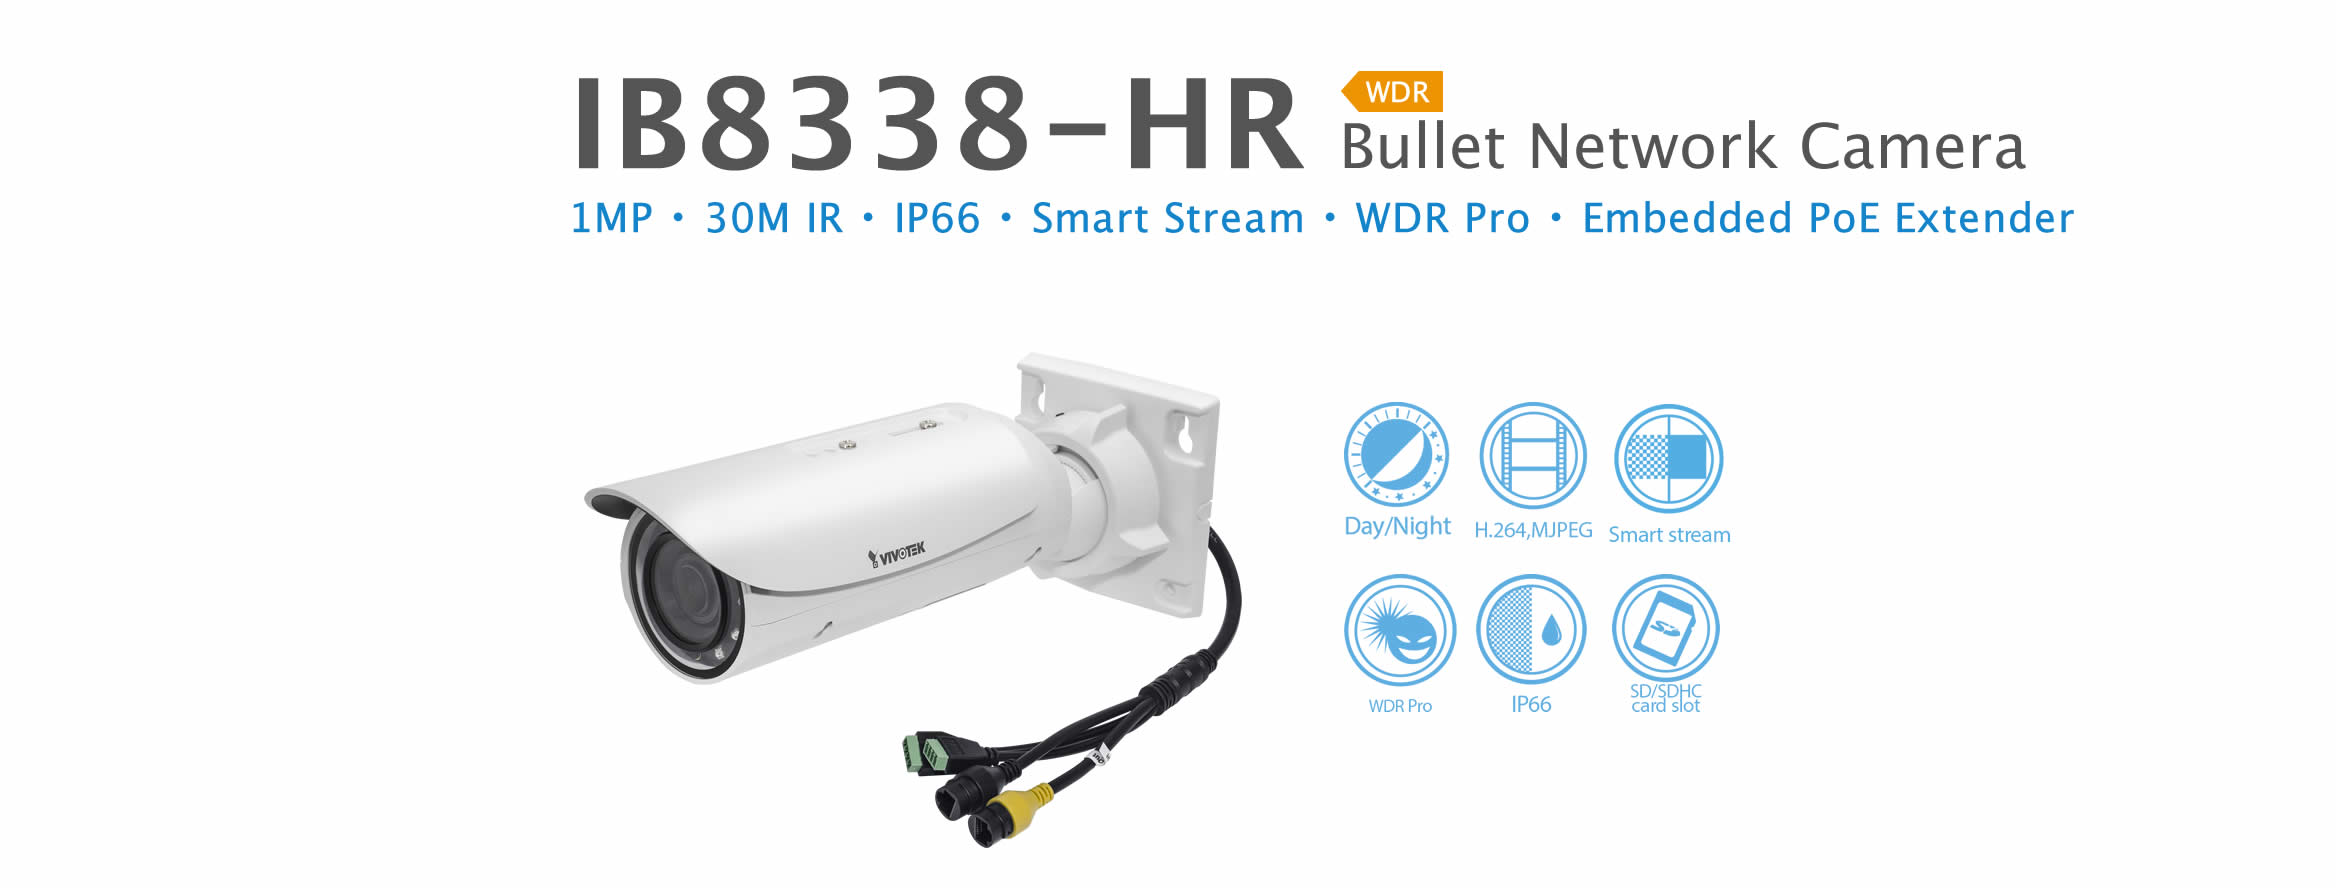 IB8338-HR
WDR
Bullet Network Camera
1MP • 30M IR • IP66 • Smart Stream • WDR Pro • Embedded PoE Extender
VIVOTEK
Day/Night
H.264,MJPEG
Smart stream
WDR Pro
IP66
SD/SDHC
card slot